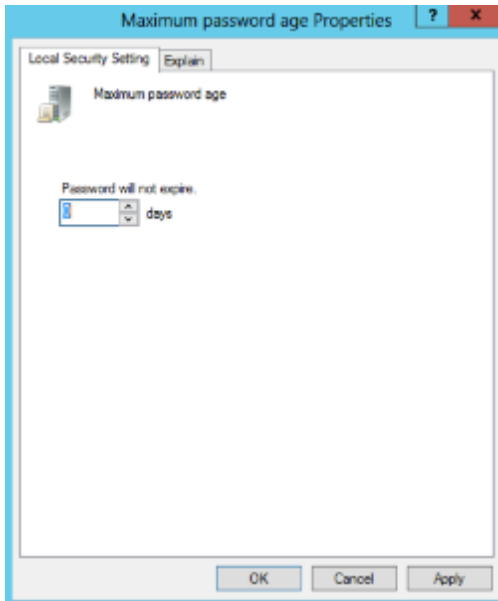 Maximum password age Properties
? x
Local Security Setting Explain
Maximum password age
Password will not expire.
0 days
OK Cancel Apply